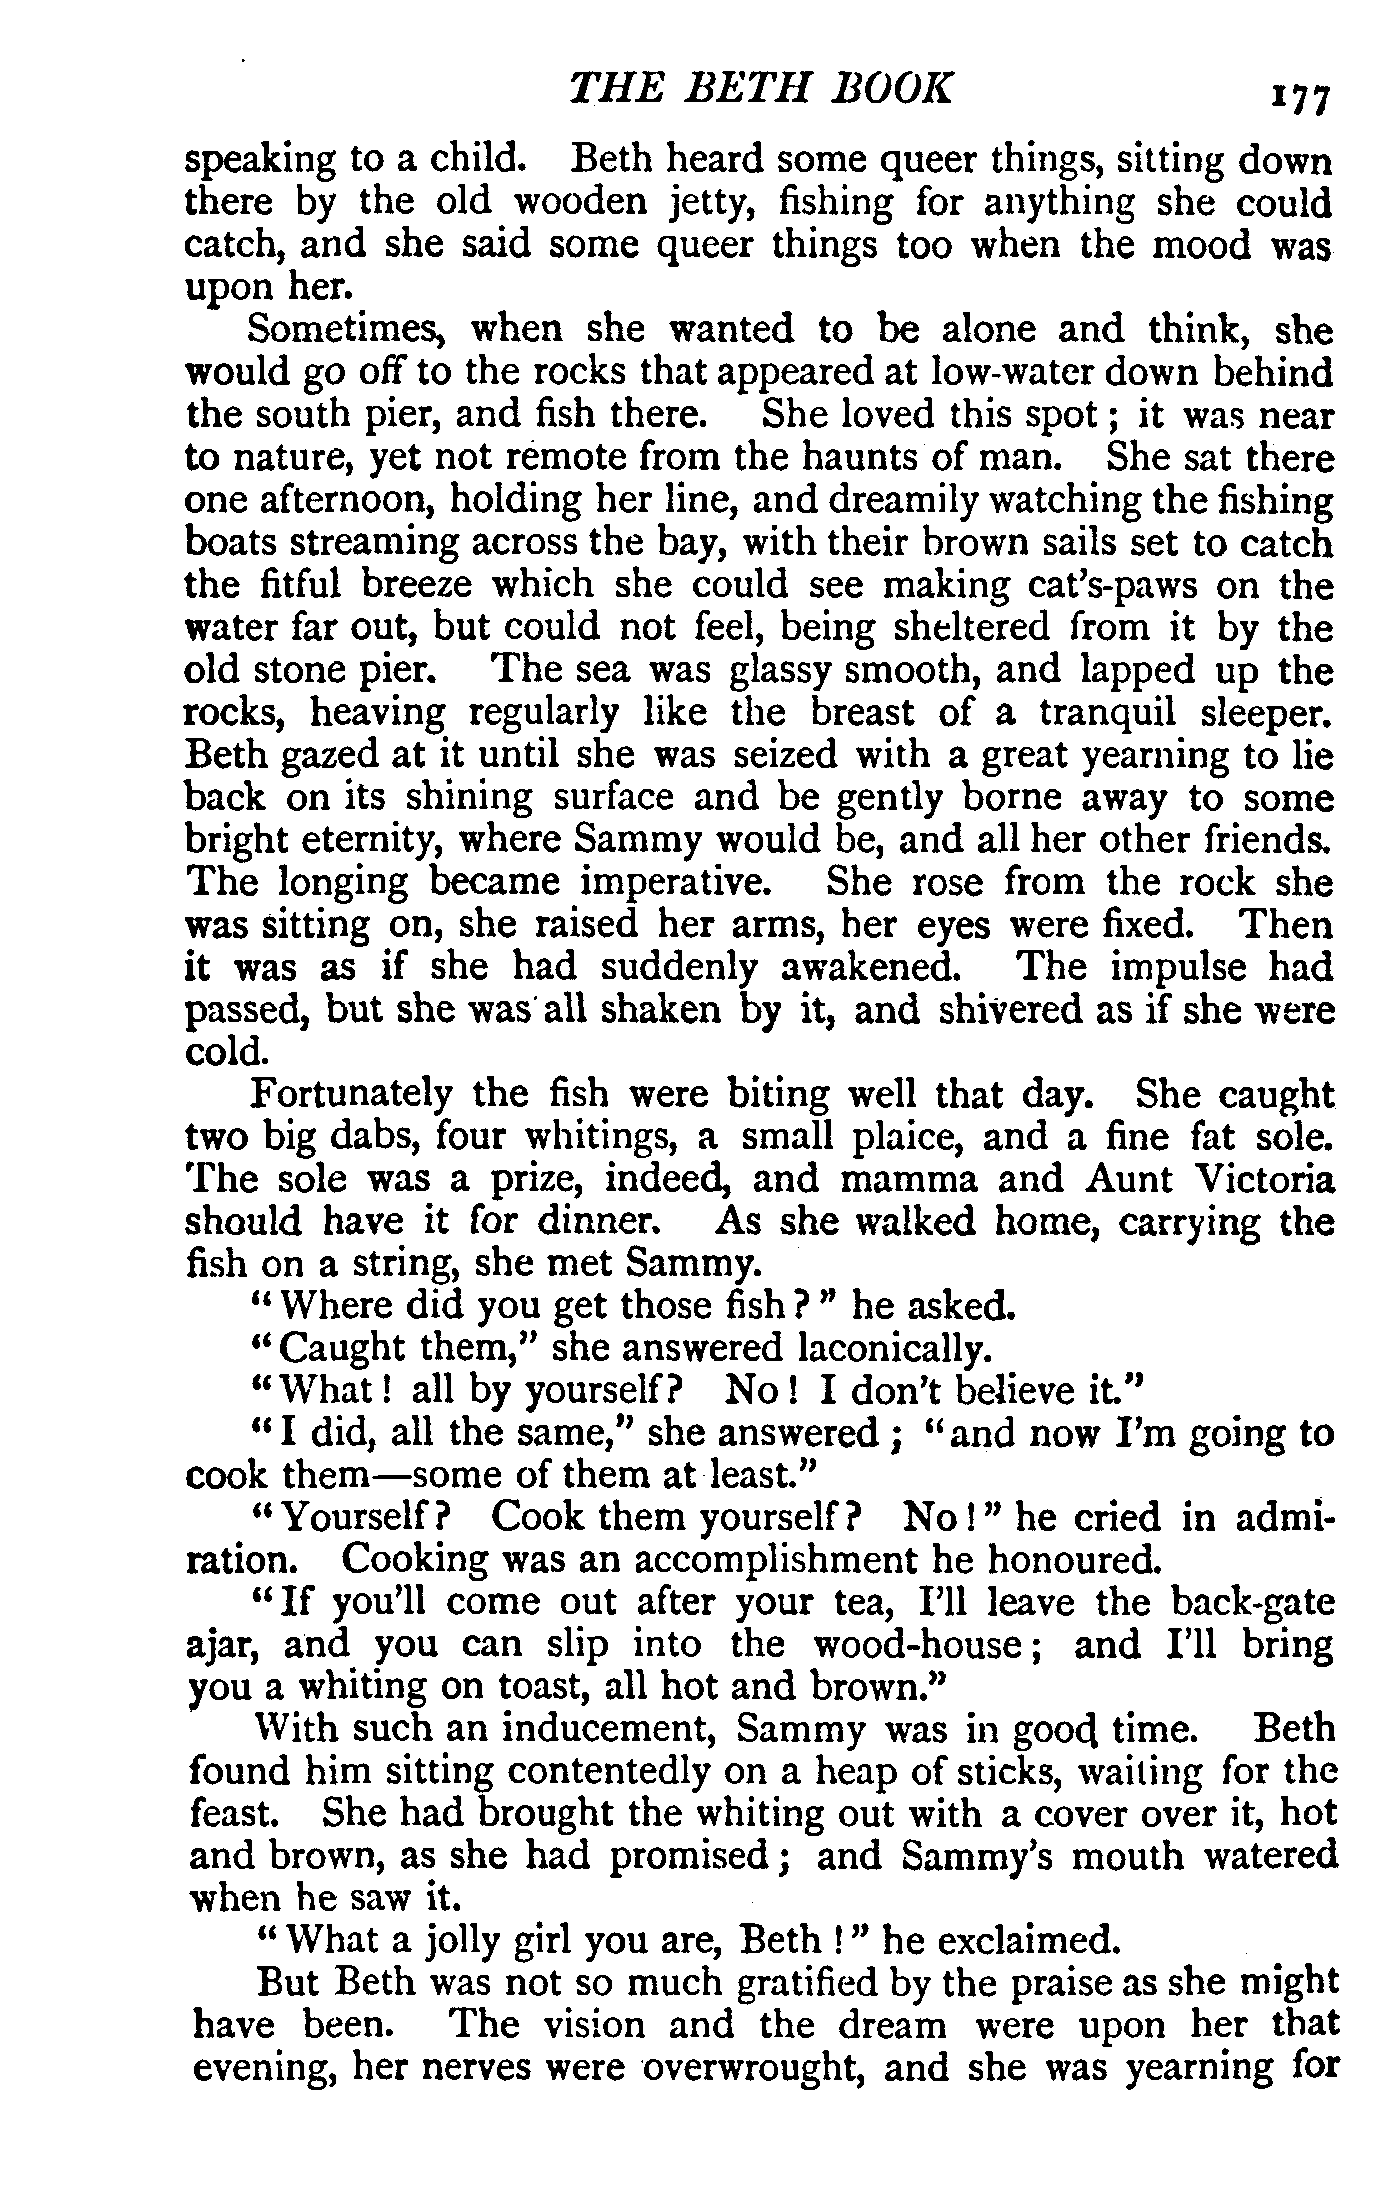 THE BETH BOOK 177
speaking to a child. Beth heard some queer things, sitting down
there by the old wooden jetty, fishing for anything she could
catch, and she said some queer things too when the mood was
upon her.
Sometimes, when she wanted to be alone and think, she
would go off to the rocks that appeared at low-water down behind
the south pier, and fish there. She loved this spot ; it was near
to nature, yet not remote from the haunts of man. She sat there
one afternoon, holding her line, and dreamily watching the fishing
boats streaming across the bay, with their brown sails set to catch
the fitful breeze which she could see making cat's-paws on the
water far out, but could not feel, being sheltered from it by the
old stone pier. The sea was glassy smooth, and lapped up the
rocks, heaving regularly like the breast of a tranquil sleeper.
Beth gazed at it until she was seized with a great yearning to lie
back on its shining surface and be gently borne away to some
bright eternity, where Sammy would be, and all her other friends.
The longing became imperative. She rose from the rock she
was sitting on, she raised her arms, her eyes were fixed. Then
it was as if she had suddenly awakened. The impulse had
passed, but she was all shaken by it, and shivered as if she were
cold.
Fortunately the fish were biting well that day. She caught
two big dabs, four whitings, a small plaice, and a fine fat sole.
The sole was a prize, indeed, and mamma and Aunt Victoria
should have it for dinner. As she walked home, carrying the
fish on a string, she met Sammy.
"Where did you get those fish ?" he asked.
"Caught them," she answered laconically.
"What ! all by yourself? No ! I don't believe it."
"I did, all the same," she answered ; "and now I'm going to
cook them—some of them at least."
"Yourself? Cook them yourself? No !" he cried in admi-
ration. Cooking was an accomplishment he honoured.
"If you'll come out after your tea, I'll leave the back-gate
ajar, and you can slip into the wood-house ; and I'll bring
you a whiting on toast, all hot and brown."
With such an inducement, Sammy was in good time. Beth
found him sitting contentedly on a heap of sticks, waiting for the
feast. She had brought the whiting out with a cover over it, hot
and brown, as she had promised ; and Sammy's mouth watered
when he saw it.
"What a jolly girl you are, Beth !" he exclaimed.
But Beth was not so much gratified by the praise as she might
have been. The vision and the dream were upon her that
evening, her nerves were overwrought, and she was yearning for